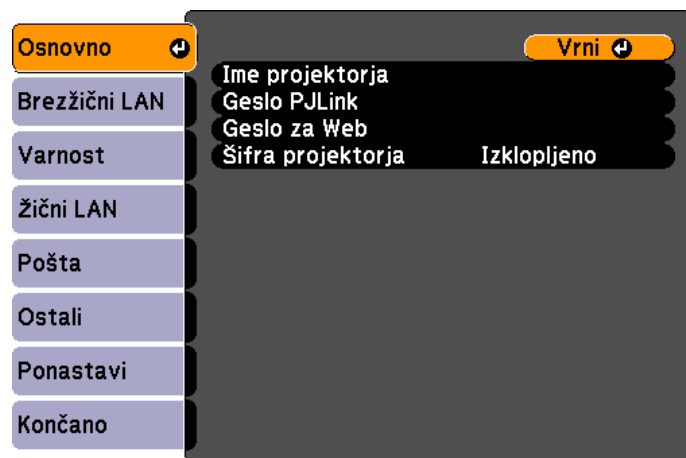 Osnovno
Brezžični LAN
Varnost
Žični LAN
Pošta
Ostali
Ponastavi
Končano
Vrni
Ime projektorja
Geslo PJLink
Geslo za Web
Šifra projektorja Izklopljeno